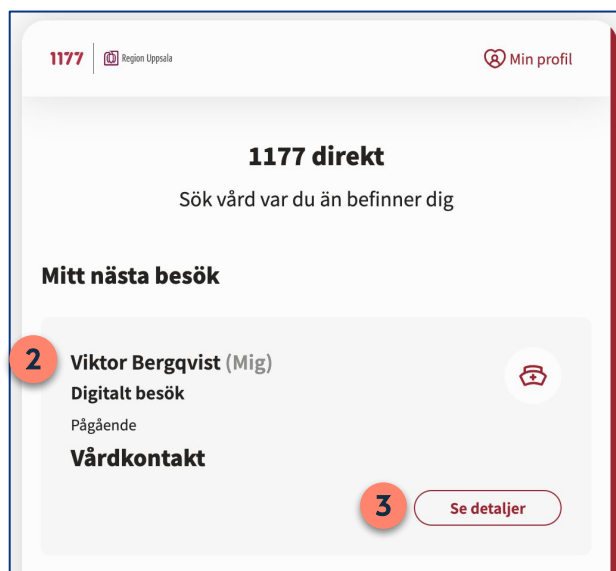 1177 Region Uppsala Min profil
1177 direkt
Sök vård var du än befinner dig
Mitt nästa besök
2 Viktor Bergqvist (Mig)
Digitalt besök
Pågående
Vårdkontakt
3 Se detaljer